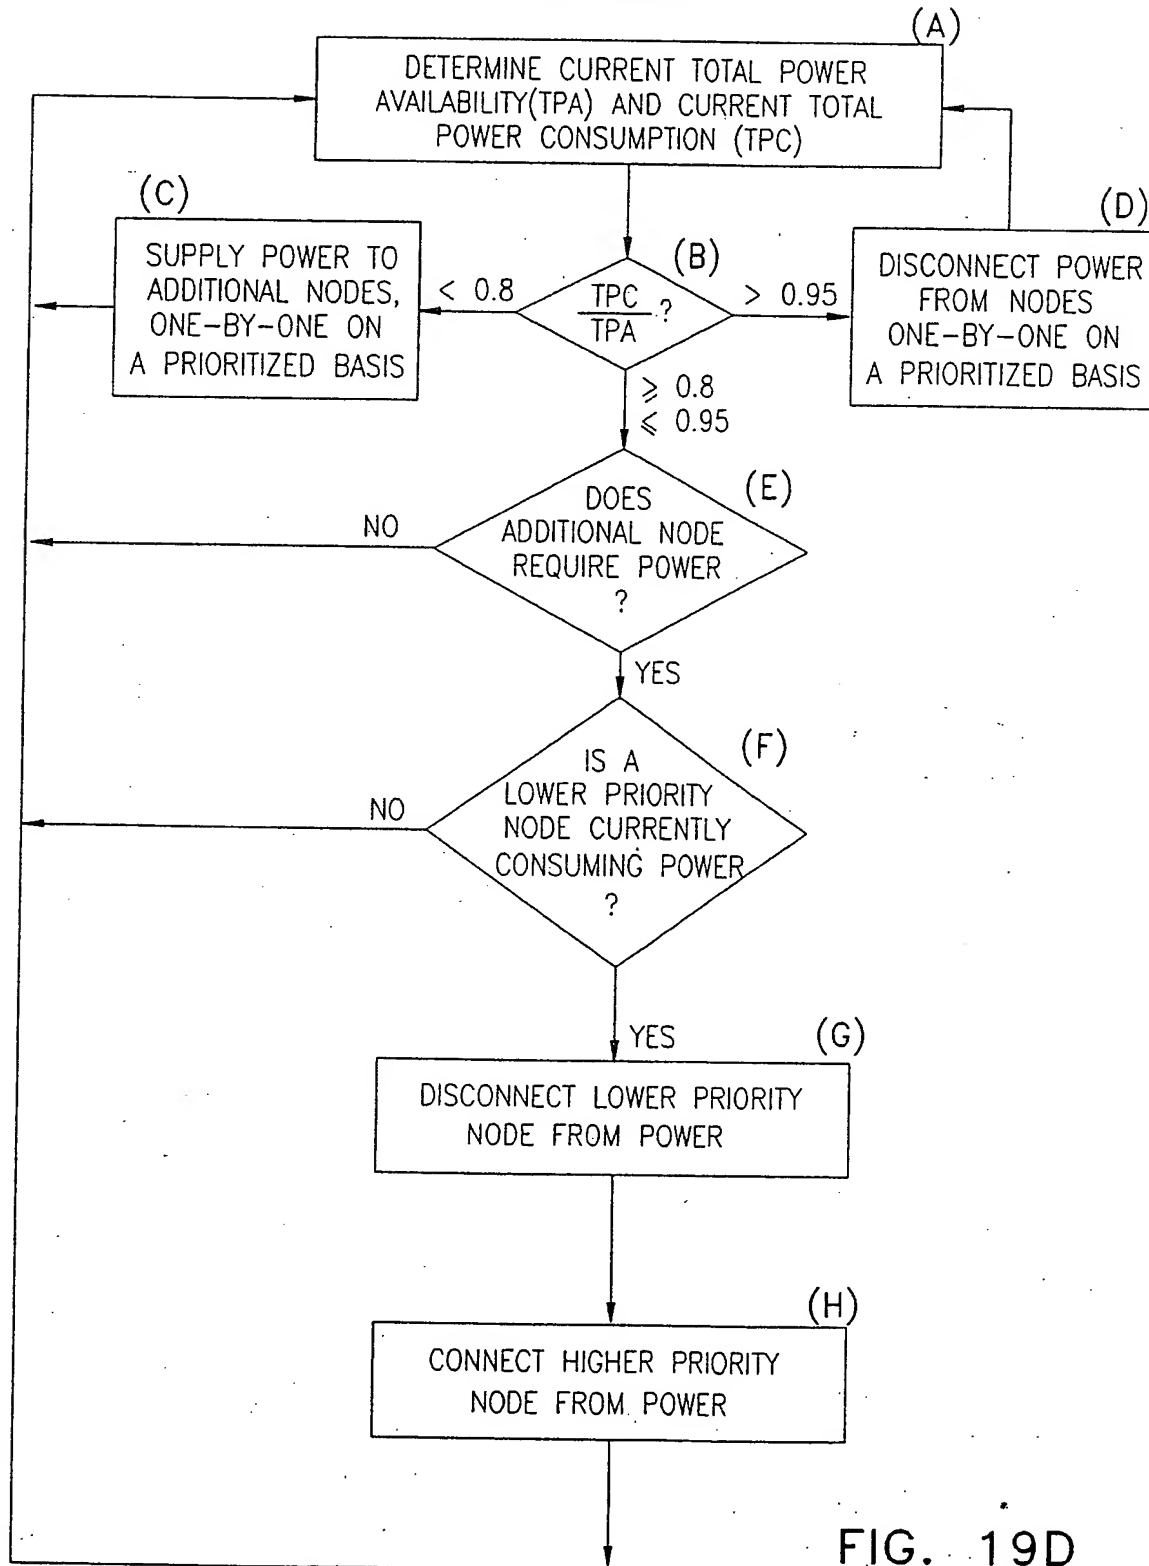 (A)
DETERMINE CURRENT TOTAL POWER
AVAILABILITY(TPA) AND CURRENT TOTAL
POWER CONSUMPTION (TPC)
(C)
SUPPLY POWER TO
ADDITIONAL NODES,
ONE-BY-ONE ON
A PRIORITIZED BASIS
< 0.8
(B)
TPC
TPA
?
> 0.95
(D)
DISCONNECT POWER
FROM NODES
ONE-BY-ONE ON
A PRIORITIZED BASIS
⩾ 0.8
⩽ 0.95
(E)
DOES
ADDITIONAL NODE
REQUIRE POWER
?
NO
YES
(F)
IS A
LOWER PRIORITY
NODE CURRENTLY
CONSUMING POWER
?
NO
YES
(G)
DISCONNECT LOWER PRIORITY
NODE FROM POWER
(H)
CONNECT HIGHER PRIORITY
NODE FROM POWER
FIG. 19D